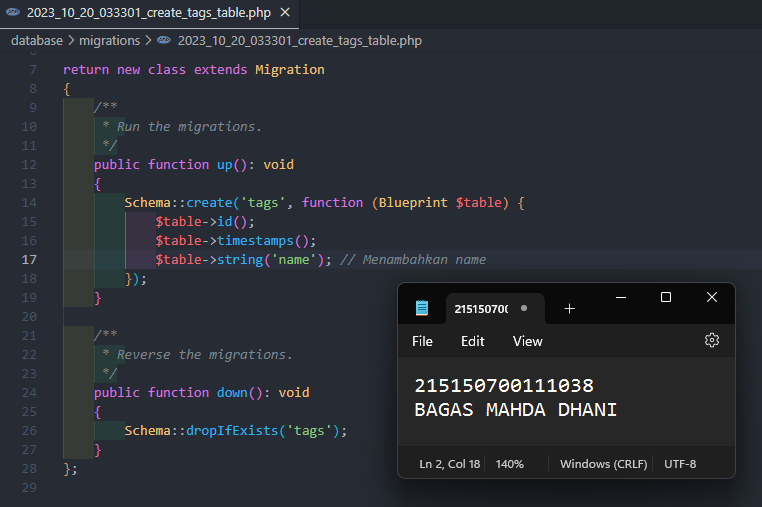 2023_10_20_033301_create_tags_table.php
database > migrations > 2023_10_20_033301_create_tags_table.php
7 return new class extends Migration
8 {
9 /**
10 * Run the migrations.
11 */
12 public function up(): void
13 {
14 Schema::create('tags', function (Blueprint $table) {
15 $table->id();
16 $table->timestamps();
17 $table->string('name'); // Menambahkan name
18 });
19 }
20
21 /**
22 * Reverse the migrations.
23 */
24 public function down(): void
25 {
26 Schema::dropIfExists('tags');
27 }
28 };
29
21515070
File Edit View
215150700111038
BAGAS MAHDA DHANI
Ln 2, Col 18 140% Windows (CRLF) UTF-8